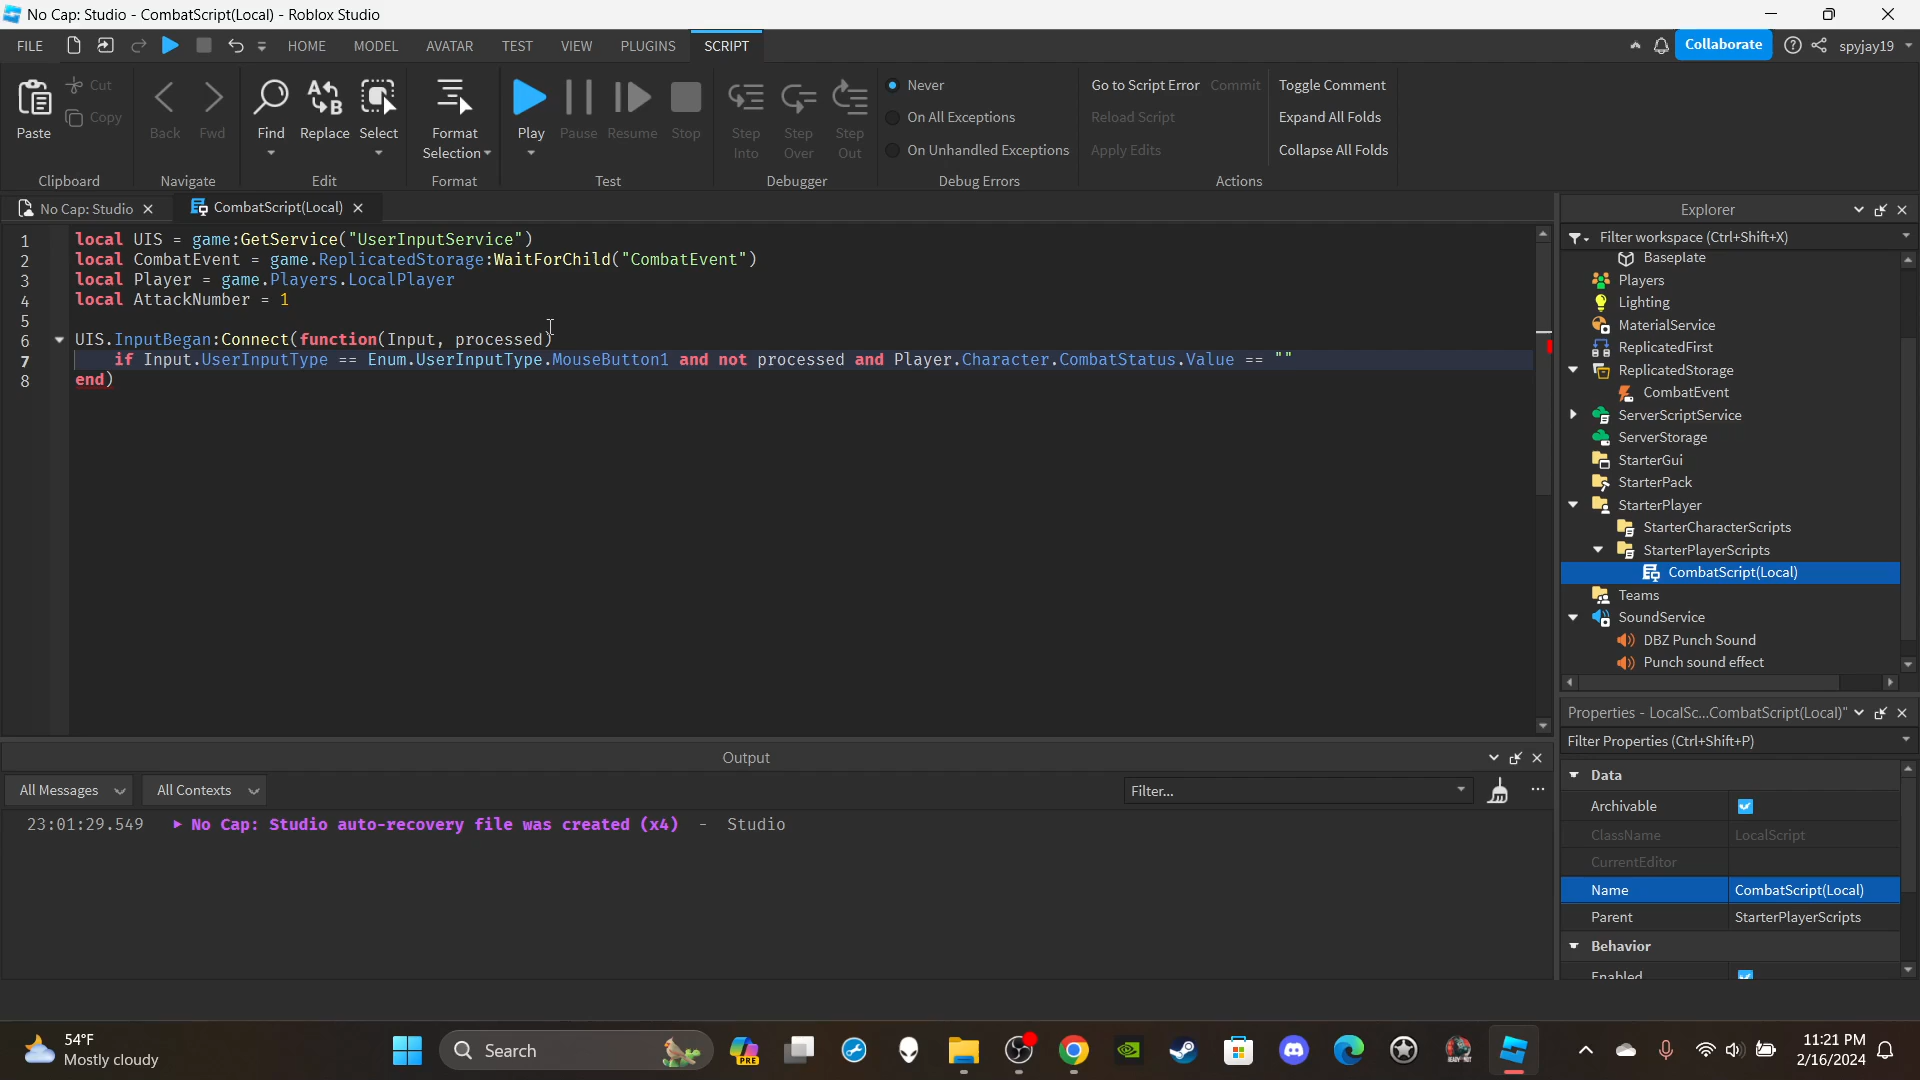 No Cap: Studio - CombatScript(Local) - Roblox Studio
FILE HOME MODEL AVATAR TEST VIEW PLUGINS SCRIPT Collaborate spyjay19
Paste Cut Copy Back Fwd Find Replace Select Format Selection Play Pause Resume Stop Step Into Step Over Step Out
Never
On All Exceptions
On Unhandled Exceptions
Go to Script Error Commit
Reload Script
Apply Edits
Toggle Comment
Expand All Folds
Collapse All Folds
Clipboard Navigate Edit Format Test Debugger Debug Errors Actions
No Cap: Studio CombatScript(Local)
1 local UIS = game:GetService("UserInputService")
2 local CombatEvent = game.ReplicatedStorage:WaitForChild("CombatEvent")
3 local Player = game.Players.LocalPlayer
4 local AttackNumber = 1
5
6 UIS.InputBegan:Connect(function(Input, processed)
7 if Input.UserInputType == Enum.UserInputType.MouseButton1 and not processed and Player.Character.CombatStatus.Value == ""
8 end)
Explorer
Filter workspace (Ctrl+Shift+X)
Baseplate
Players
Lighting
MaterialService
ReplicatedFirst
ReplicatedStorage
CombatEvent
ServerScriptService
ServerStorage
StarterGui
StarterPack
StarterPlayer
StarterCharacterScripts
StarterPlayerScripts
CombatScript(Local)
Teams
SoundService
DBZ Punch Sound
Punch sound effect
Properties - LocalSc...CombatScript(Local)"
Filter Properties (Ctrl+Shift+P)
Data
Archivable
ClassName LocalScript
CurrentEditor
Name CombatScript(Local)
Parent StarterPlayerScripts
Behavior
Enabled
Output
All Messages All Contexts Filter...
23:01:29.549 No Cap: Studio auto-recovery file was created (x4) - Studio
54°F
Mostly cloudy
Search
PRE
11:21 PM
2/16/2024